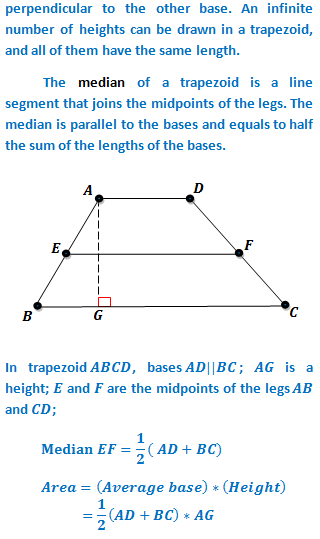 perpendicular to the other base. An infinite
number of heights can be drawn in a trapezoid,
and all of them have the same length.
The median of a trapezoid is a line
segment that joins the midpoints of the legs. The
median is parallel to the bases and equals to half
the sum of the lengths of the bases.
A D
E F
B G C
In trapezoid ABCD, bases AD||BC; AG is a
height; E and F are the midpoints of the legs AB
and CD;
Median EF = 1/2 ( AD + BC)
Area = (Average base) * (Height)
= 1/2 (AD + BC) * AG